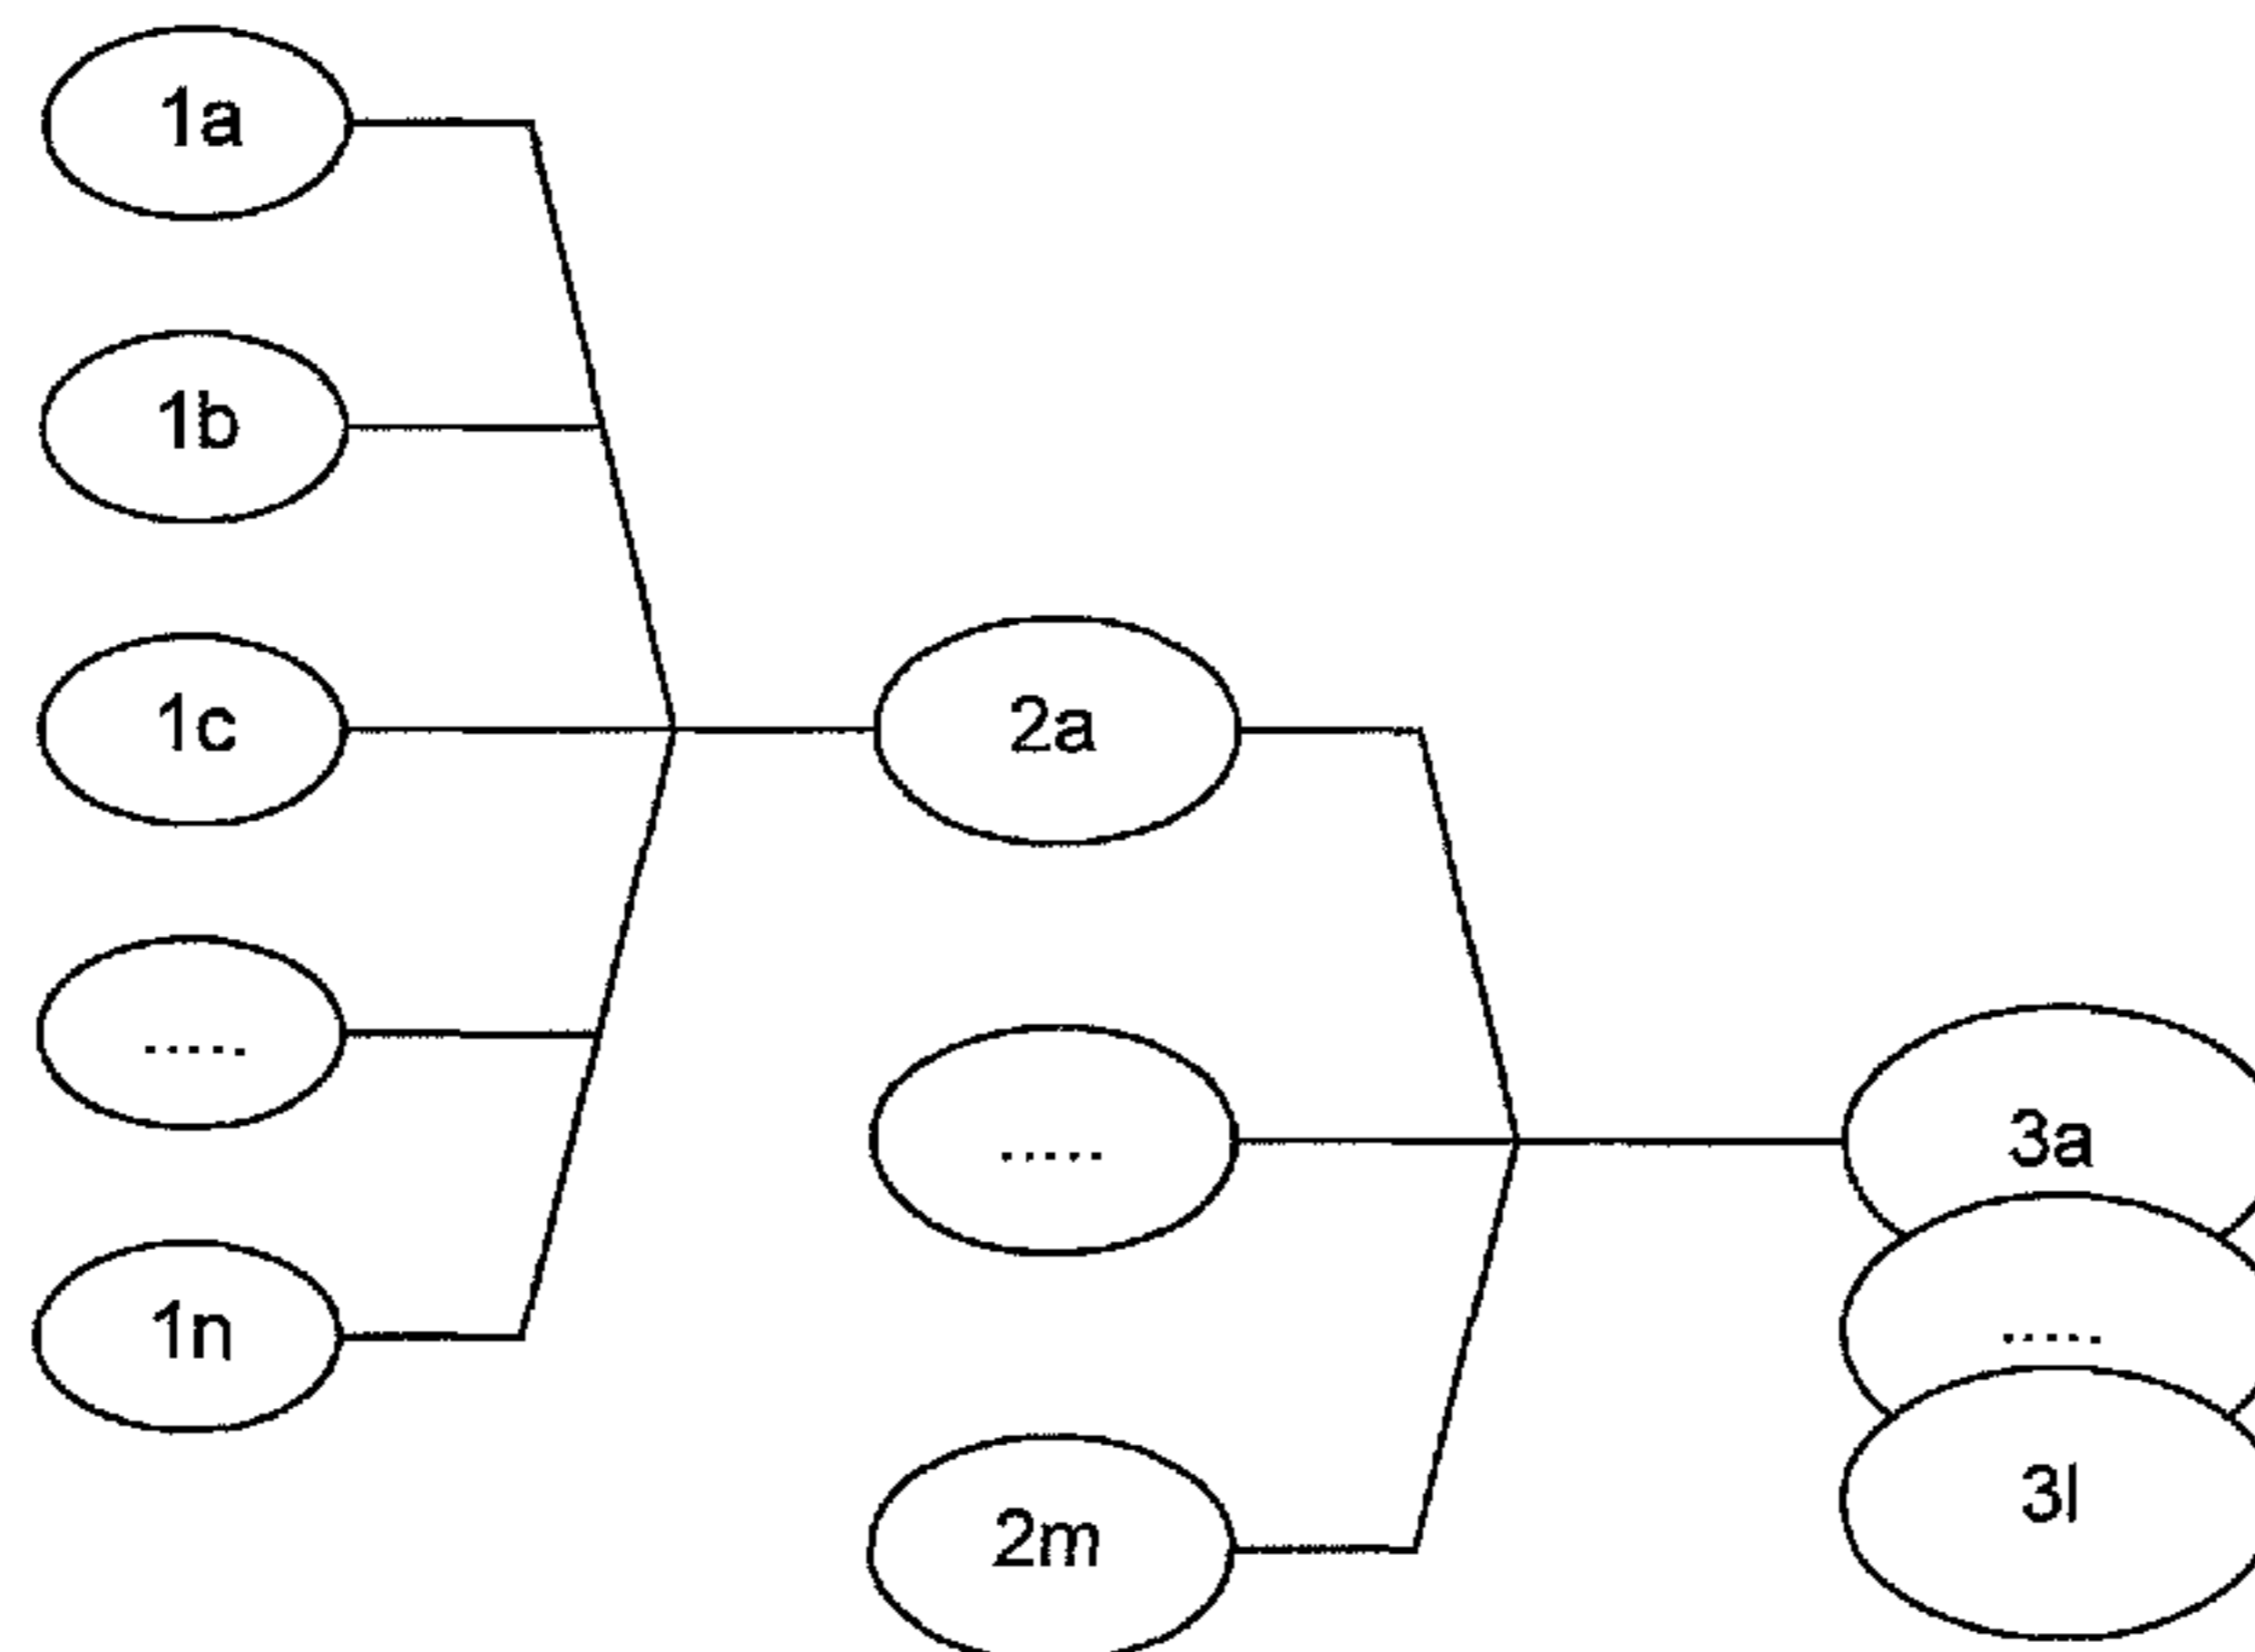 1a
1b
1c
.....
1n
2a
.....
2m
3a
.....
3l